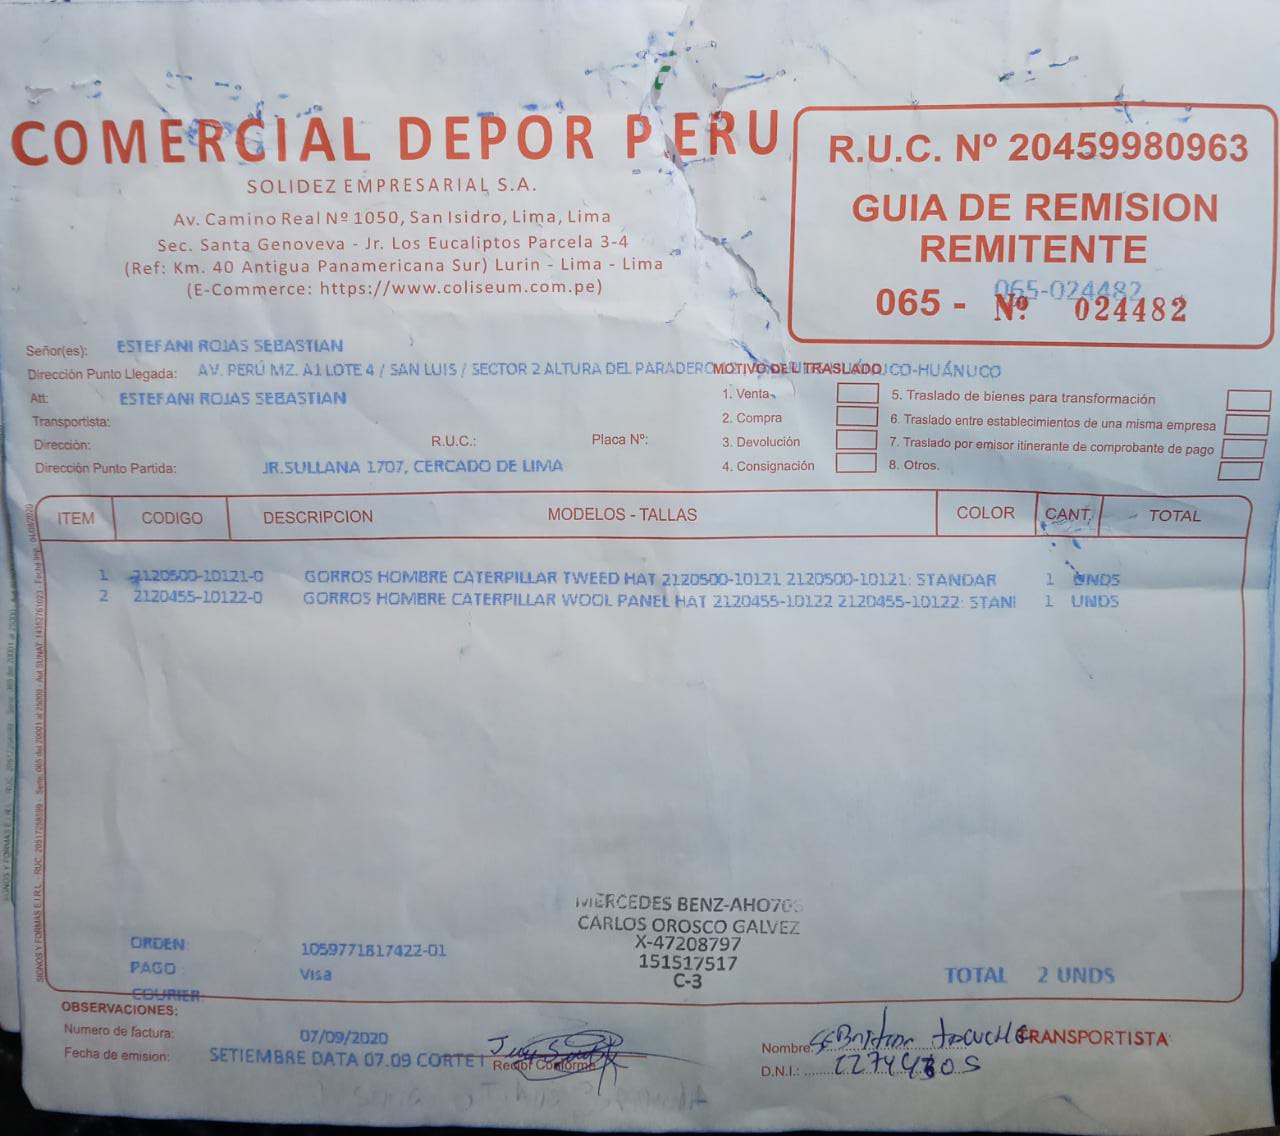 COMERCIAL DEPOR PERU
SOLIDEZ EMPRESARIAL S.A.
Av. Camino Real Nº 1050, San Isidro, Lima, Lima
Sec. Santa Genoveva - Jr. Los Eucaliptos Parcela 3-4
(Ref: Km. 40 Antigua Panamericana Sur) Lurin - Lima - Lima
(E-Commerce: https://www.coliseum.com.pe)
R.U.C. Nº 20459980963
GUIA DE REMISION
REMITENTE
065-024482
065 - Nº 024482
Señor(es): ESTEFANI ROJAS SEBASTIAN
Dirección Punto Llegada: AV. PERÚ MZ. A1 LOTE 4 / SAN LUIS / SECTOR 2 ALTURA DEL PARADERO
Att: ESTEFANI ROJAS SEBASTIAN
Transportista:
Dirección: R.U.C.: Placa Nº:
Dirección Punto Partida: JR.SULLANA 1707, CERCADO DE LIMA
MOTIVO DEL TRASLADO
1. Venta
2. Compra
3. Devolución
4. Consignación
5. Traslado de bienes para transformación
6. Traslado entre establecimientos de una misma empresa
7. Traslado por emisor itinerante de comprobante de pago
8. Otros.
ITEM CODIGO DESCRIPCION MODELOS - TALLAS COLOR CANT. TOTAL
1 2120500-10121-0 GORROS HOMBRE CATERPILLAR TWEED HAT 2120500-10121 2120500-10121: STANDAR 1 UNDS
2 2120455-10122-0 GORROS HOMBRE CATERPILLAR WOOL PANEL HAT 2120455-10122 2120455-10122: STANI 1 UNDS
MERCEDES BENZ-AHO705
CARLOS OROSCO GALVEZ
X-47208797
151517517
C-3
ORDEN 1059771817422-01
PAGO Visa
COURIER
TOTAL 2 UNDS
OBSERVACIONES:
Numero de factura: 07/09/2020
Fecha de emision: SETIEMBRE DATA 07.09 CORTE 1
Recibí Conforme
TRANSPORTISTA
Nombre:
D.N.I.: